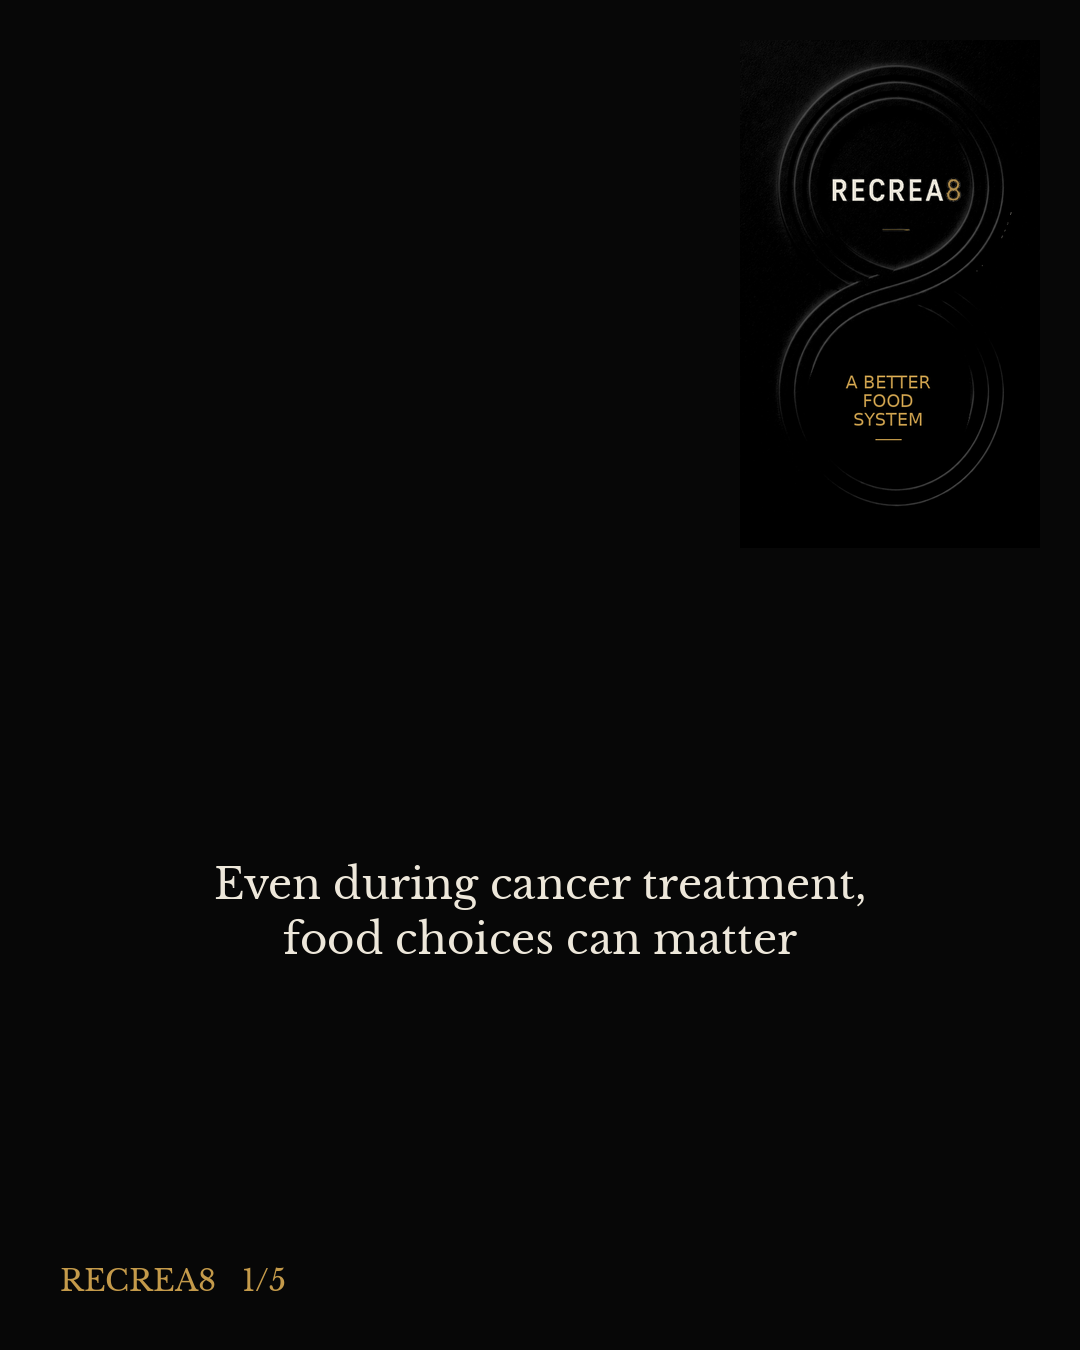 RECREA8
A BETTER
FOOD
SYSTEM
Even during cancer treatment,
food choices can matter
RECREA8 1/5